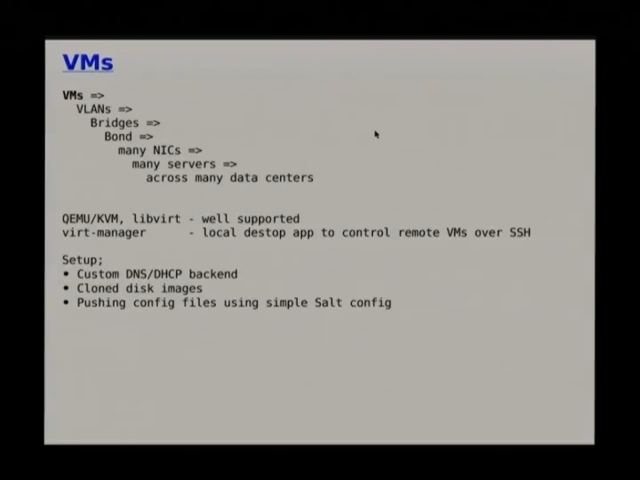 VMs
VMs =>
VLANs =>
Bridges =>
Bond =>
many NICs =>
many servers =>
across many data centers
QEMU/KVM, libvirt - well supported
virt-manager - local destop app to control remote VMs over SSH
Setup;
• Custom DNS/DHCP backend
• Cloned disk images
• Pushing config files using simple Salt config